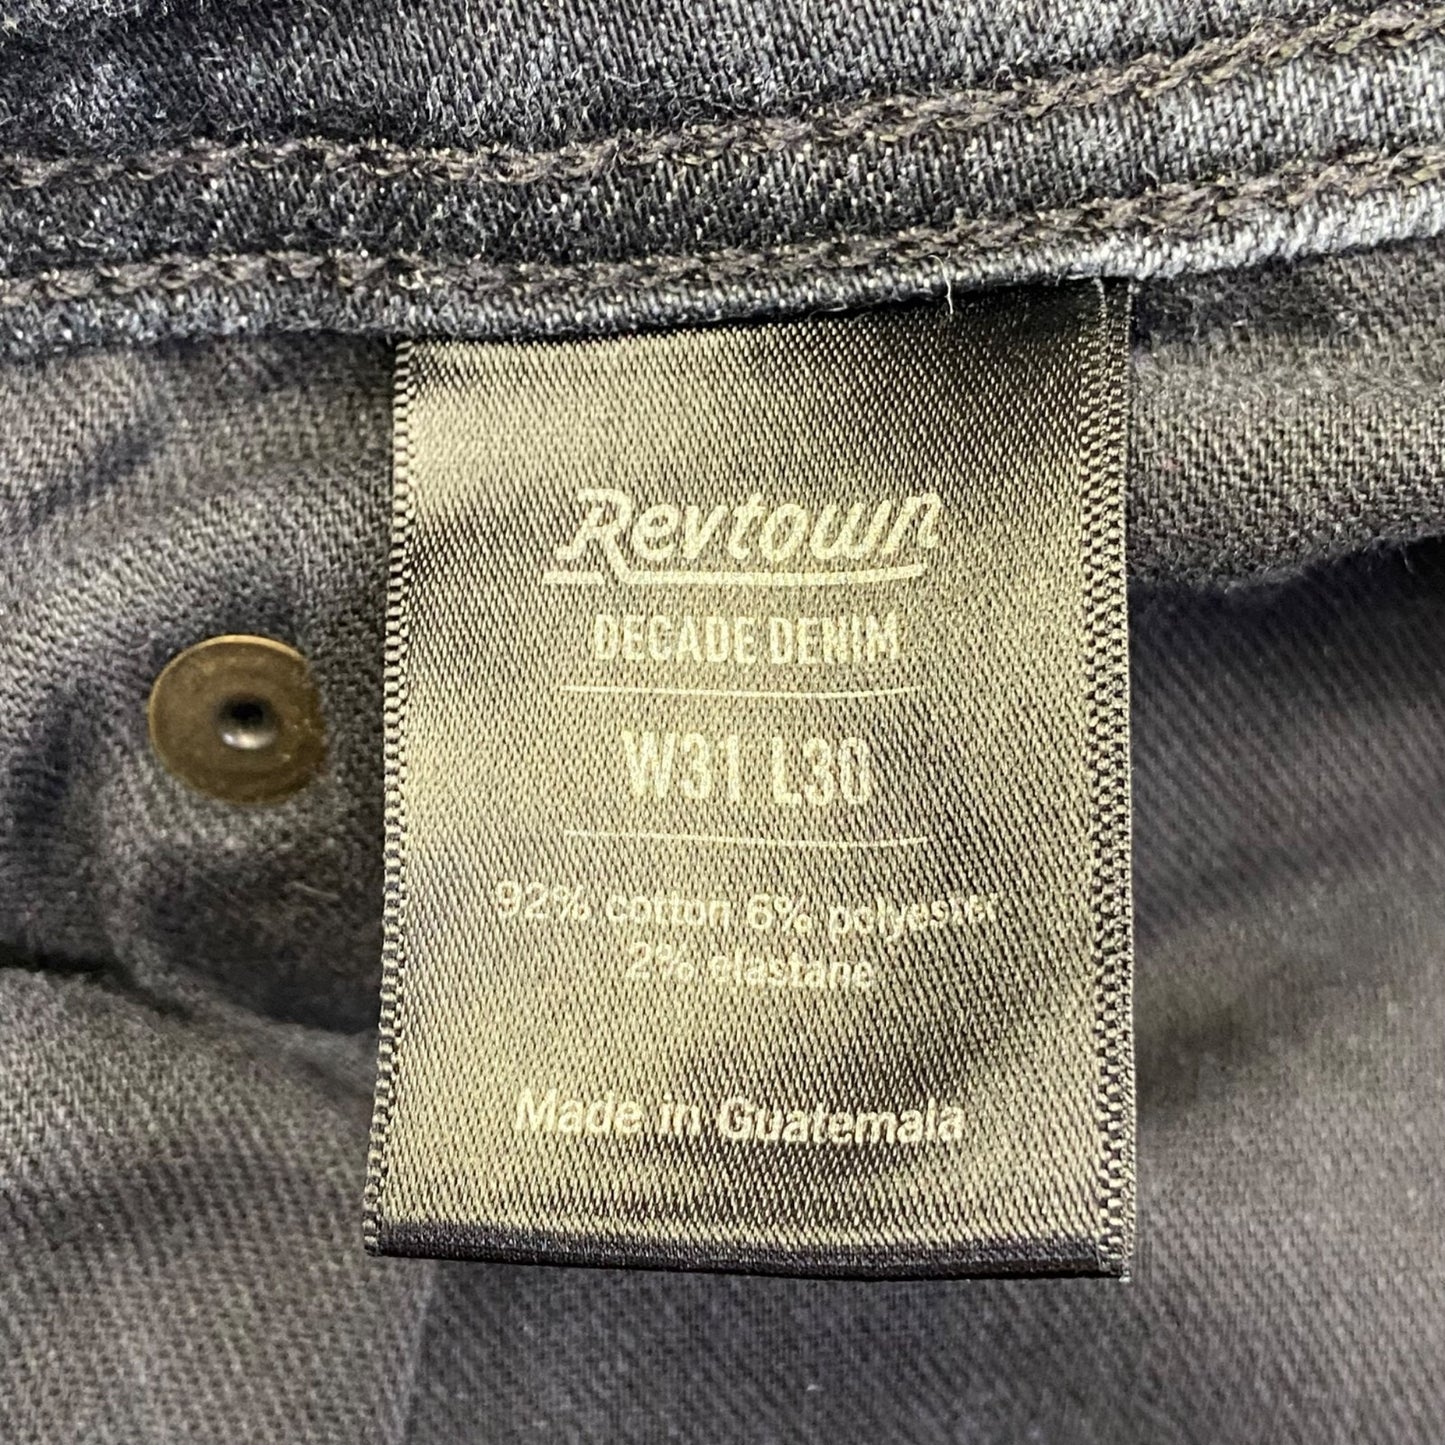 Revtown
DECADE DENIM
W31 L30
92% cotton 6% polyester
2% elastane
Made in Guatemala